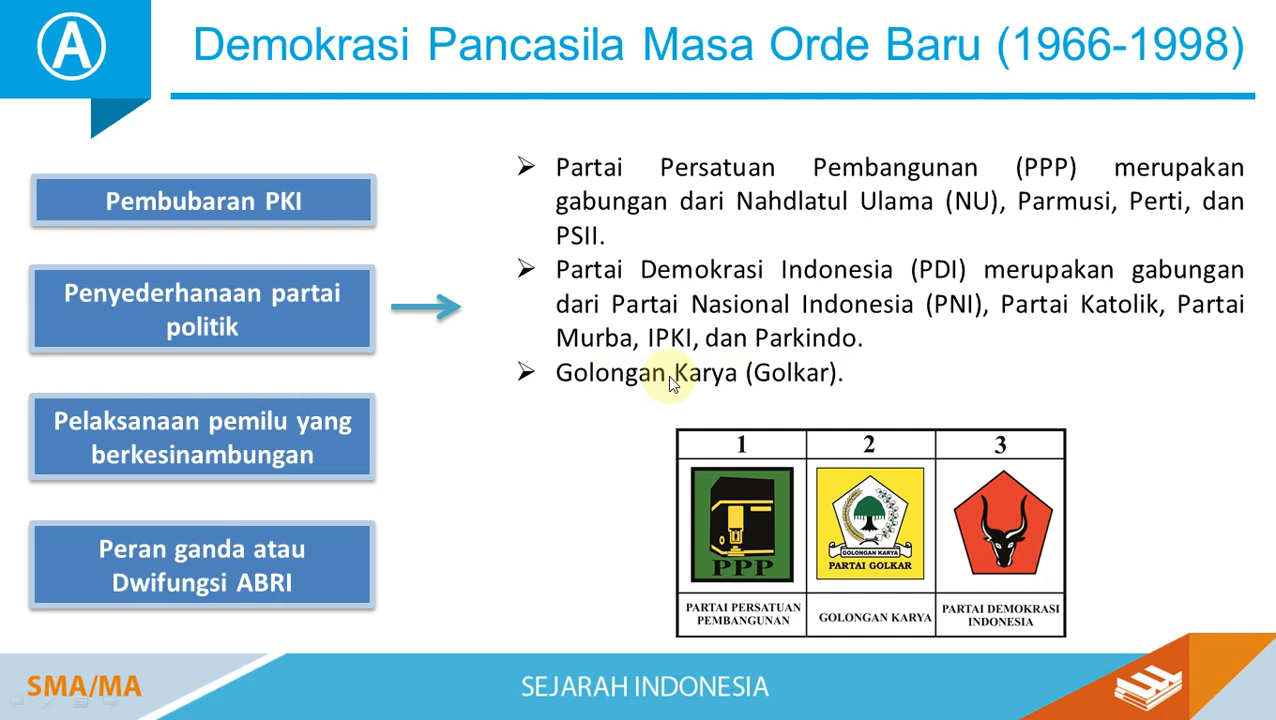 A
Demokrasi Pancasila Masa Orde Baru (1966-1998)
Pembubaran PKI
Penyederhanaan partai
politik
Pelaksanaan pemilu yang
berkesinambungan
Peran ganda atau
Dwifungsi ABRI
Partai Persatuan Pembangunan (PPP) merupakan
gabungan dari Nahdlatul Ulama (NU), Parmusi, Perti, dan
PSII.
Partai Demokrasi Indonesia (PDI) merupakan gabungan
dari Partai Nasional Indonesia (PNI), Partai Katolik, Partai
Murba, IPKI, dan Parkindo.
Golongan Karya (Golkar).
1 2 3
PPP
GOLONGAN KARYA
PARTAI GOLKAR
PARTAI PERSATUAN
PEMBANGUNAN
GOLONGAN KARYA
PARTAI DEMOKRASI
INDONESIA
SMA/MA
SEJARAH INDONESIA